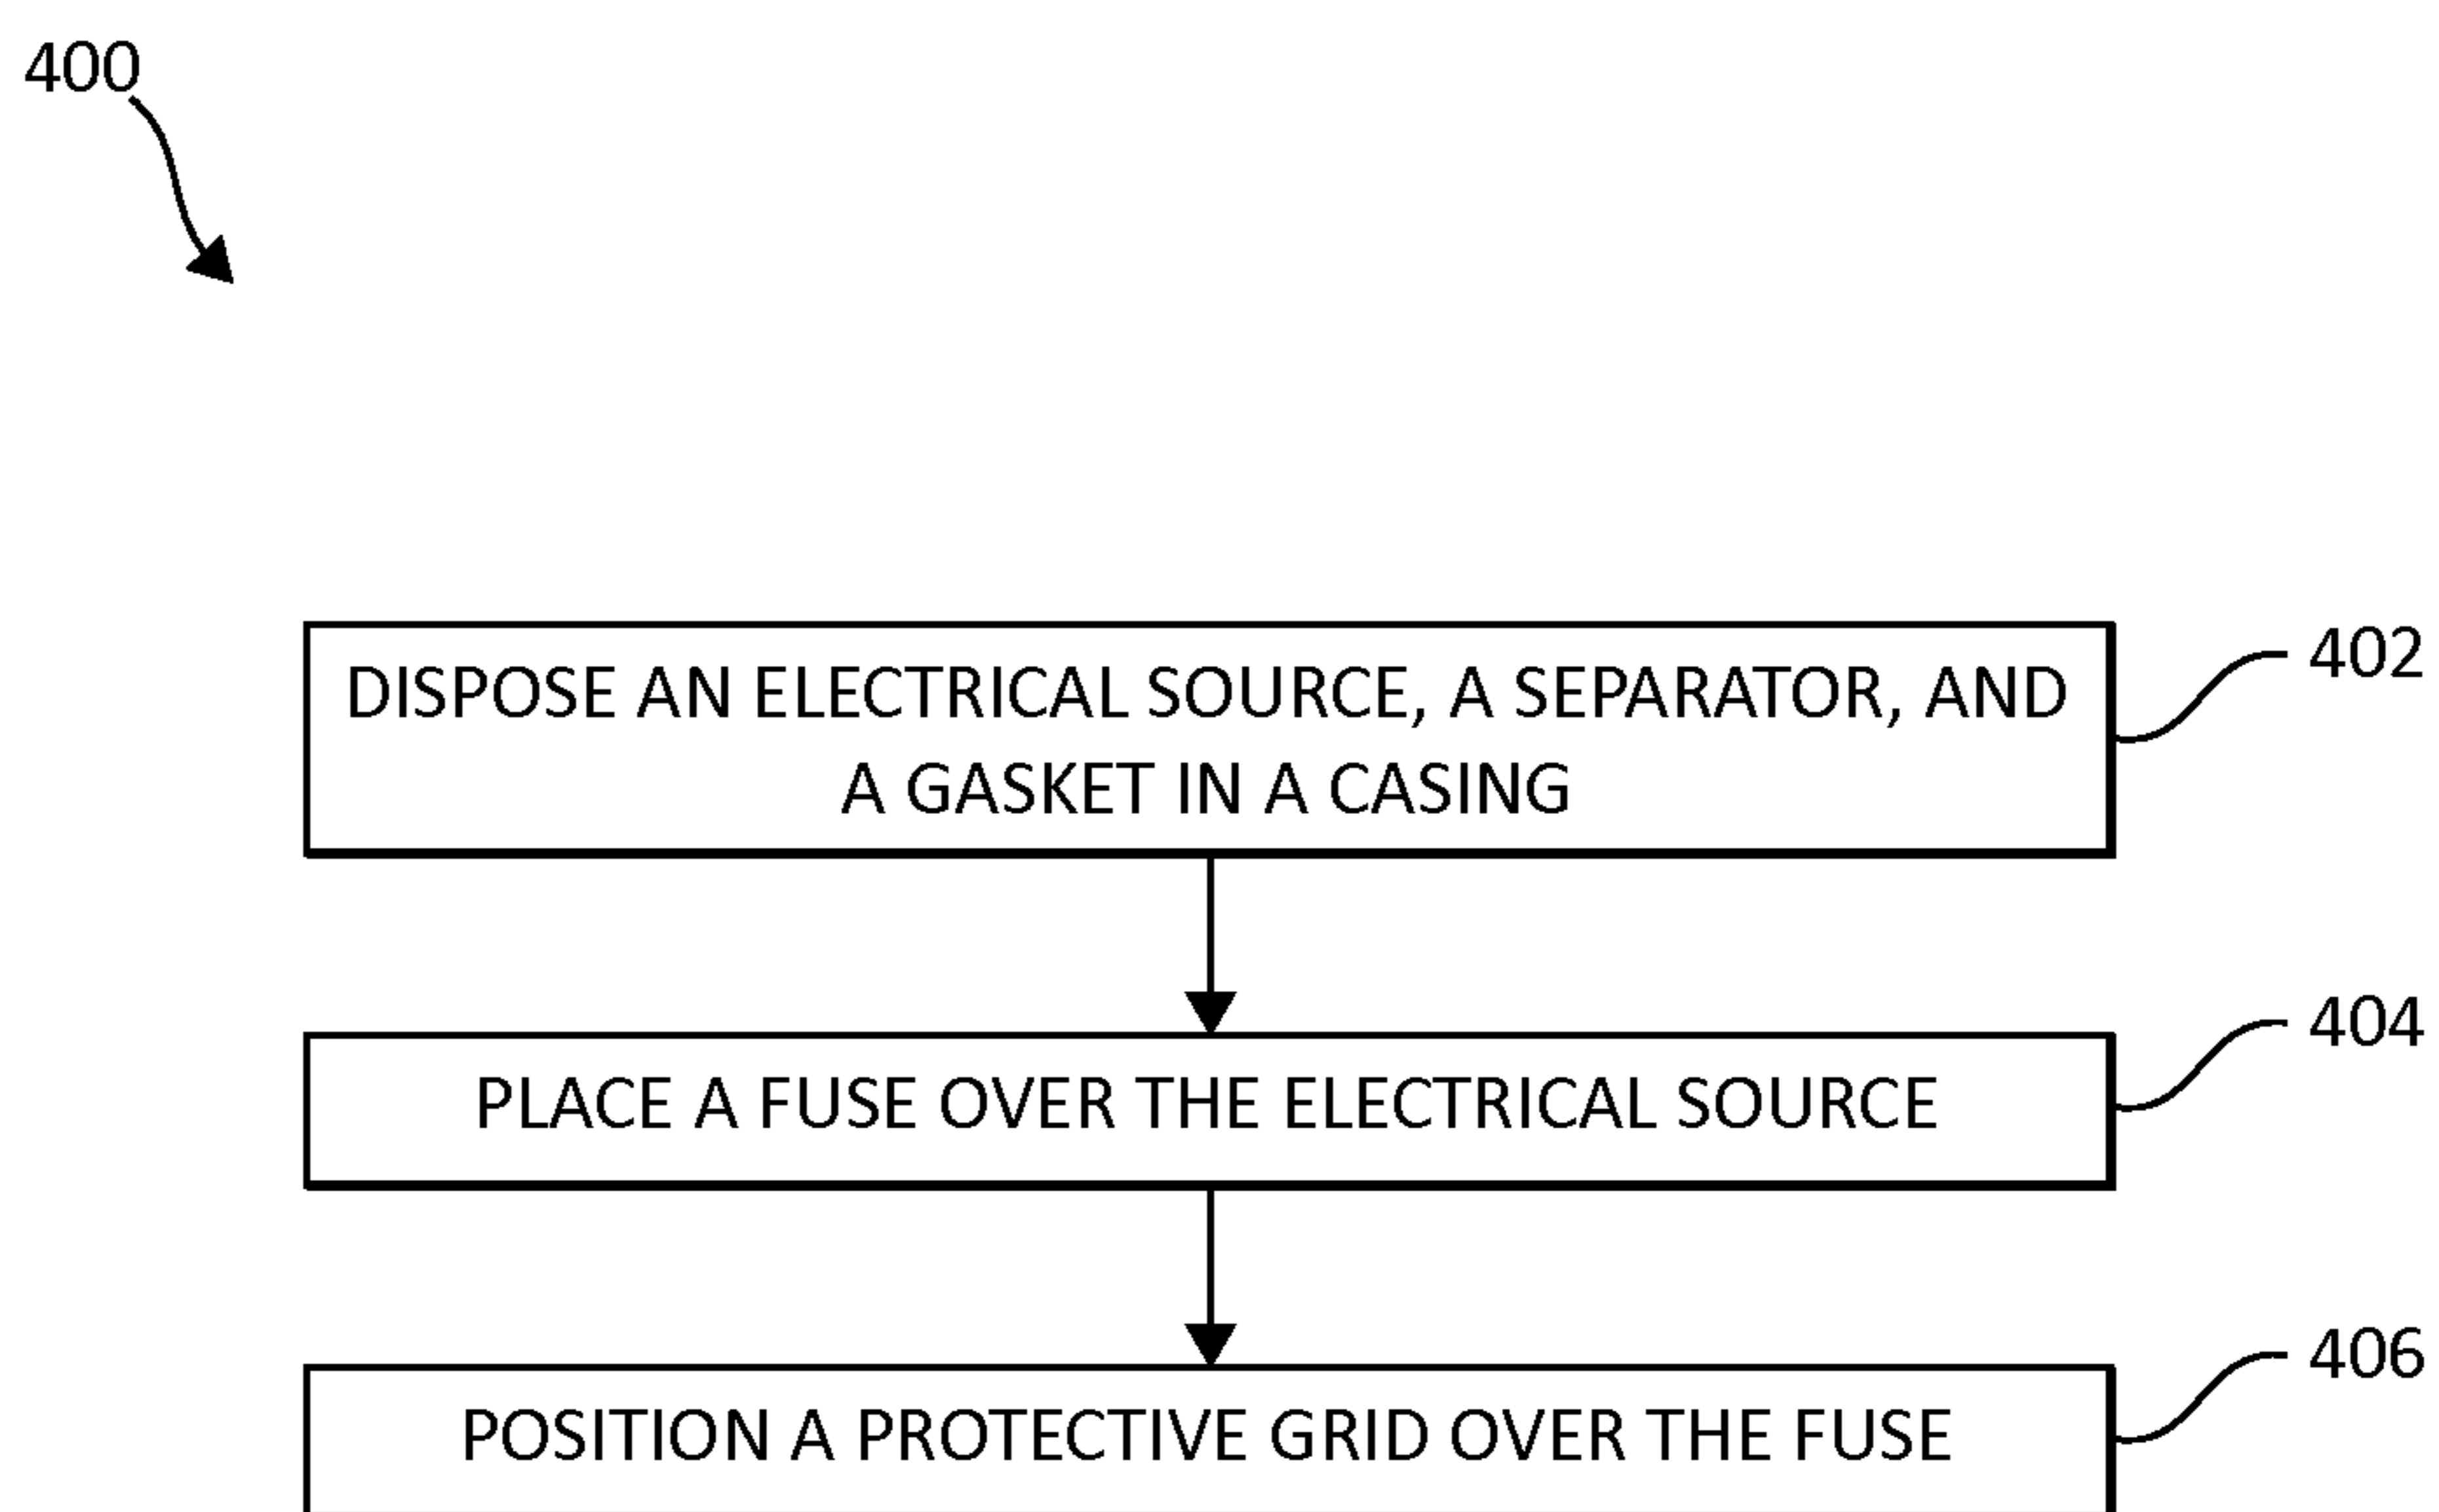 400
DISPOSE AN ELECTRICAL SOURCE, A SEPARATOR, AND
A GASKET IN A CASING
402
PLACE A FUSE OVER THE ELECTRICAL SOURCE
404
POSITION A PROTECTIVE GRID OVER THE FUSE
406